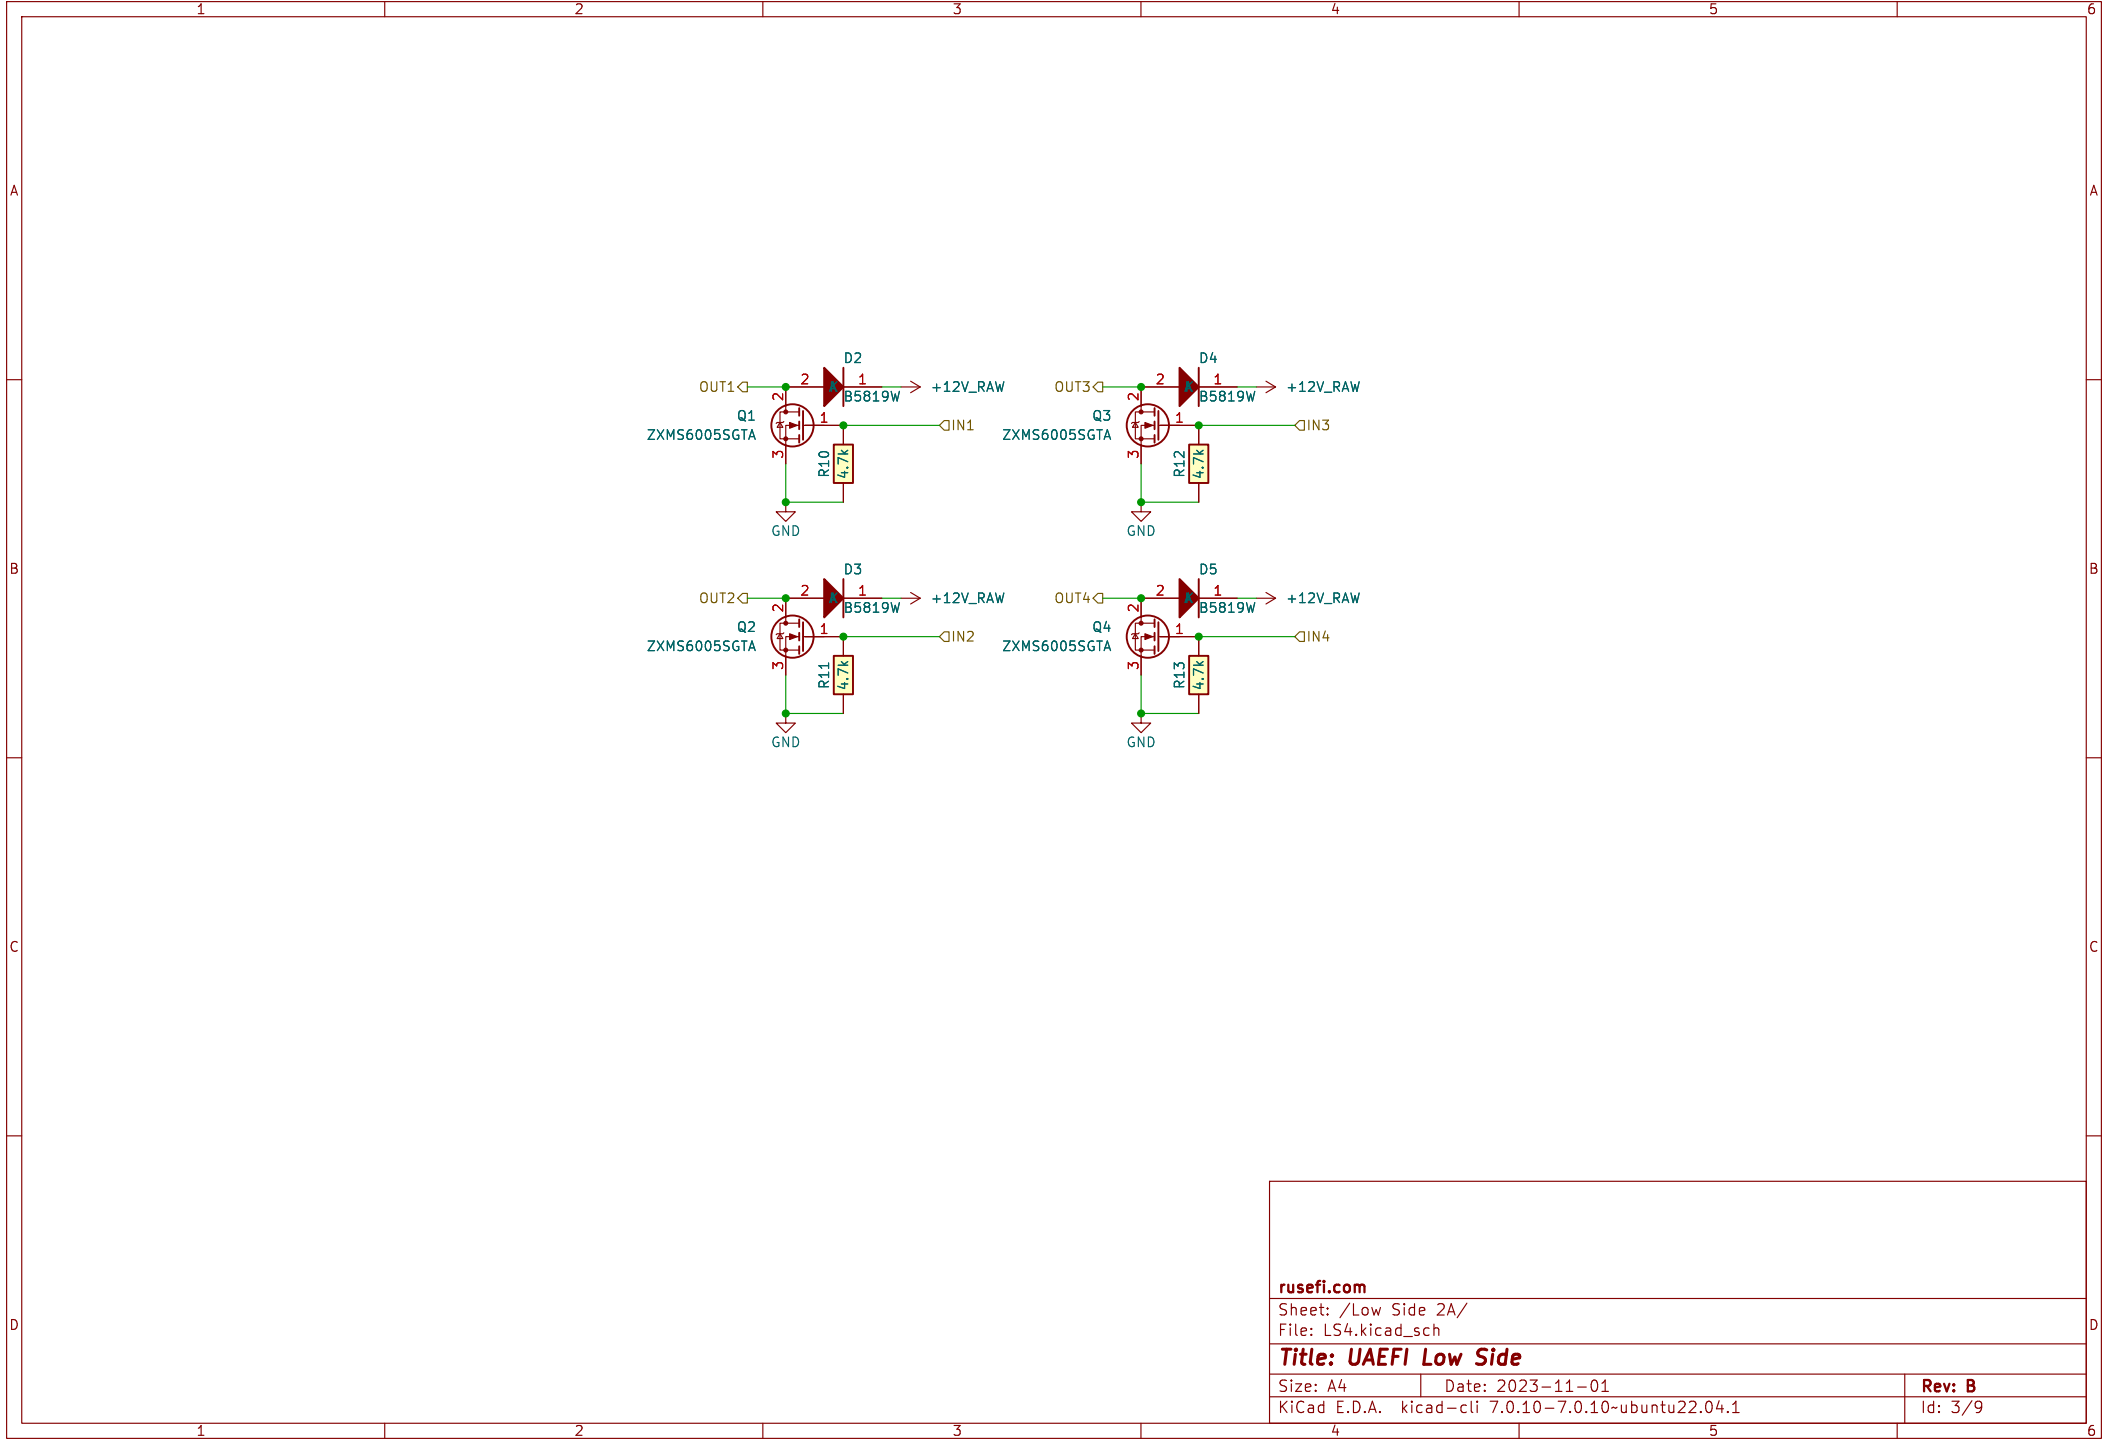 1 2 3 4 5 6
A A
D2 D4
OUT1 2 1 +12V_RAW OUT3 2 1 +12V_RAW
B5819W B5819W
2 2
Q1 1 IN1 Q3 1 IN3
ZXMS6005SGTA ZXMS6005SGTA
3 R10 4.7k 3 R12 4.7k
GND GND
B B
D3 D5
OUT2 2 1 +12V_RAW OUT4 2 1 +12V_RAW
B5819W B5819W
2 2
Q2 1 IN2 Q4 1 IN4
ZXMS6005SGTA ZXMS6005SGTA
3 R11 4.7k 3 R13 4.7k
GND GND
C C
rusefi.com
Sheet: /Low Side 2A/
D D
File: LS4.kicad_sch
Title: UAEFI Low Side
Size: A4 Date: 2023-11-01 Rev: B
KiCad E.D.A. kicad-cli 7.0.10-7.0.10~ubuntu22.04.1 Id: 3/9
1 2 3 4 5 6